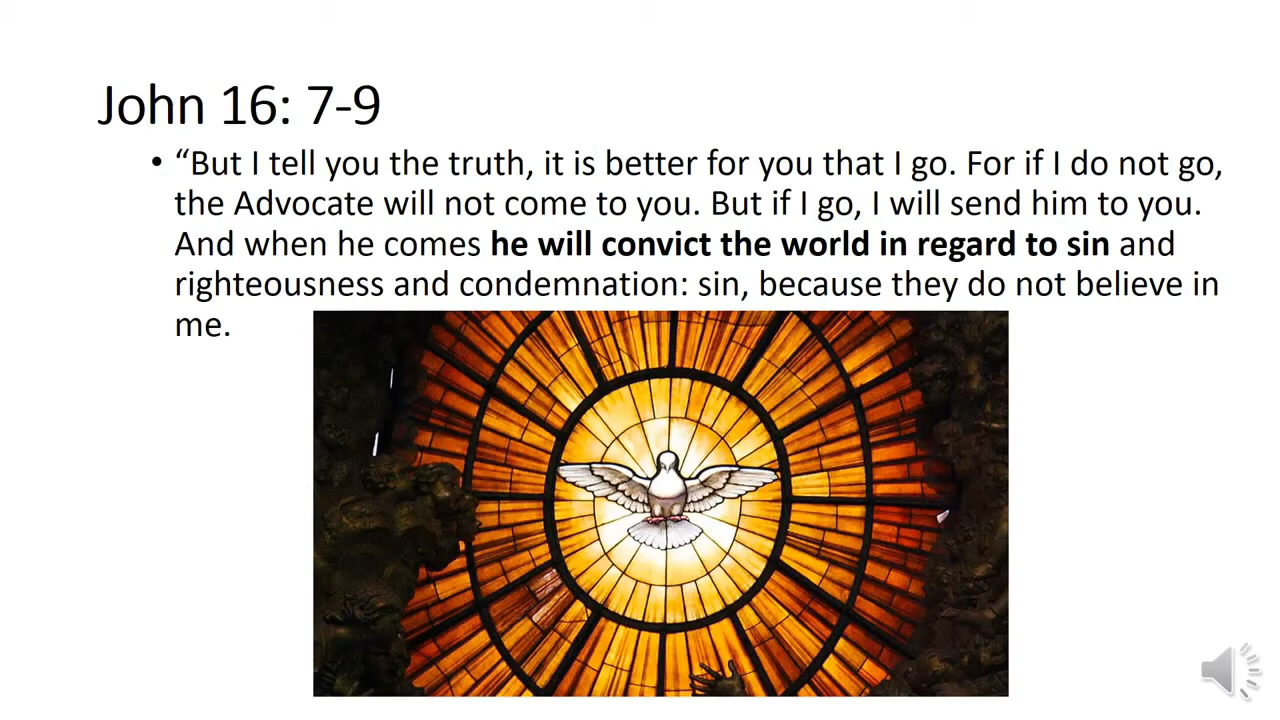 John 16: 7-9
• “But I tell you the truth, it is better for you that I go. For if I do not go,
the Advocate will not come to you. But if I go, I will send him to you.
And when he comes he will convict the world in regard to sin and
righteousness and condemnation: sin, because they do not believe in
me.